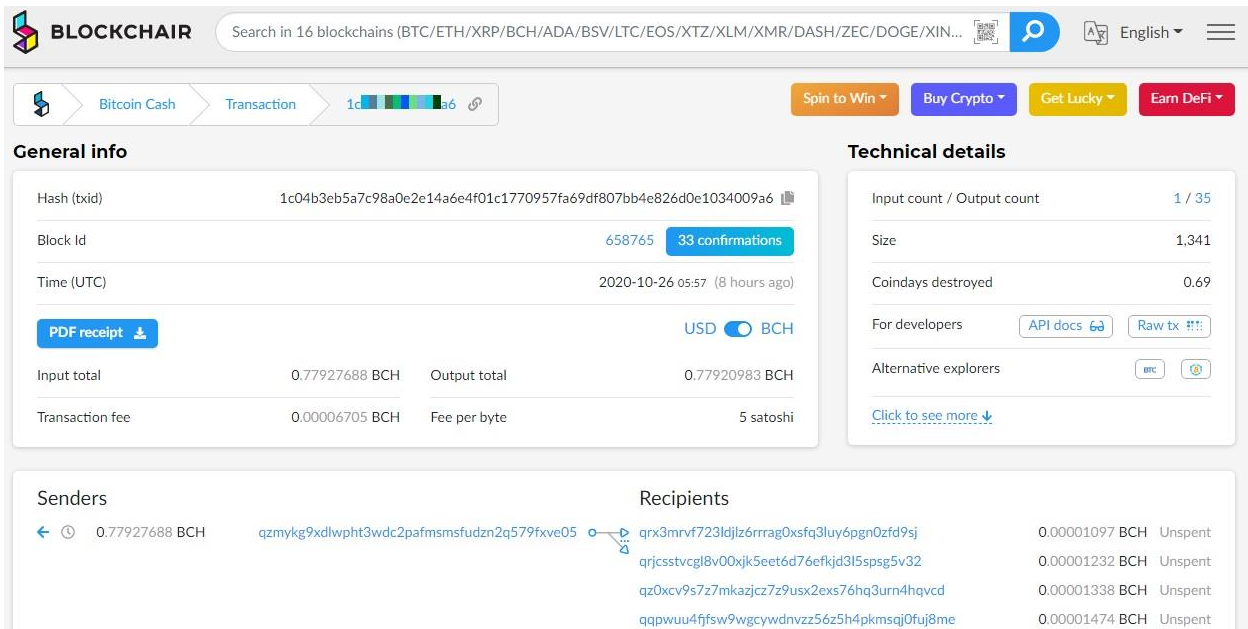 BLOCKCHAIR
Search in 16 blockchains (BTC/ETH/XRP/BCH/ADA/BSV/LTC/EOS/XTZ/XLM/XMR/DASH/ZEC/DOGE/XIN...
English
Bitcoin Cash
Transaction
1c a6
Spin to Win
Buy Crypto
Get Lucky
Earn DeFi
General info
Hash (txid) 1c04b3eb5a7c98a0e2e14a6e4f01c1770957fa69df807bb4e826d0e1034009a6
Block Id 658765 33 confirmations
Time (UTC) 2020-10-26 05:57 (8 hours ago)
PDF receipt USD BCH
Input total 0.77927688 BCH Output total 0.77920983 BCH
Transaction fee 0.00006705 BCH Fee per byte 5 satoshi
Technical details
Input count / Output count 1 / 35
Size 1,341
Coindays destroyed 0.69
For developers API docs Raw tx
Alternative explorers BTC
Click to see more
Senders
0.77927688 BCH qzmykg9xdlwpht3wdc2pafmsmsfudzn2q579fxve05
Recipients
qrx3mrvf723ldjlz6rrrag0xsfq3luy6pgn0zfd9sj 0.00001097 BCH Unspent
qrjcsstvcgl8v00xjk5eet6d76efkjd3l5spsg5v32 0.00001232 BCH Unspent
qz0xcv9s7z7mkazjcz7z9usx2exs76hq3urn4hqvcd 0.00001338 BCH Unspent
qqpwuu4fjfsw9wgcywdnvzz56z5h4pkmsqj0fuj8me 0.00001474 BCH Unspent